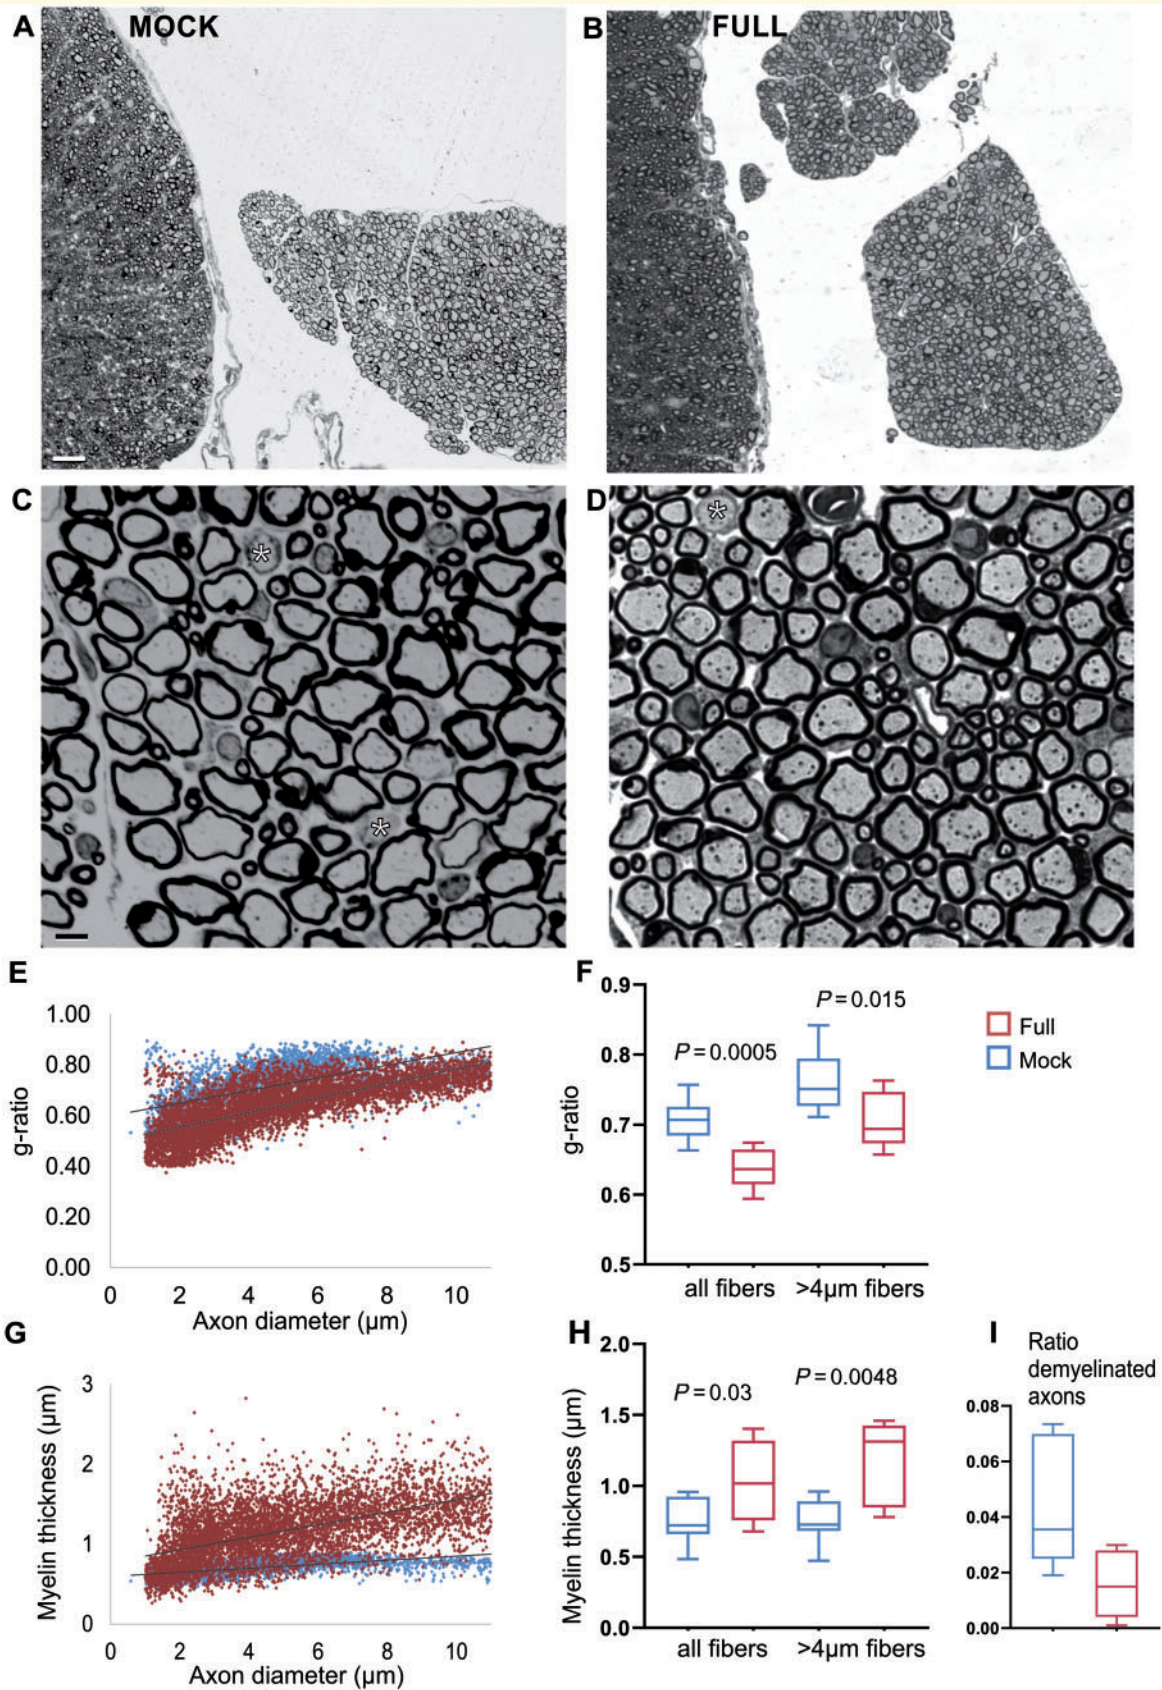 A MOCK
B FULL
C
*
*
D
*
E
1.00
0.80
0.60
0.40
0.20
0.00
g-ratio
0 2 4 6 8 10
Axon diameter (µm)
F
0.9
0.8
0.7
0.6
0.5
g-ratio
P = 0.0005
P = 0.015
all fibers >4µm fibers
Full
Mock
G
3
2
1
0
Myelin thickness (µm)
0 2 4 6 8 10
Axon diameter (µm)
H
2.0
1.5
1.0
0.5
0.0
Myelin thickness (µm)
P = 0.03
P = 0.0048
all fibers >4µm fibers
I
Ratio
demyelinated
axons
0.08
0.06
0.04
0.02
0.00